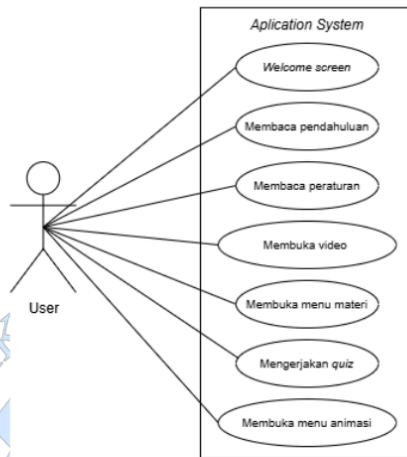 Aplication System
Welcome screen
Membaca pendahuluan
Membaca peraturan
Membuka video
User
Membuka menu materi
Mengerjakan quiz
Membuka menu animasi